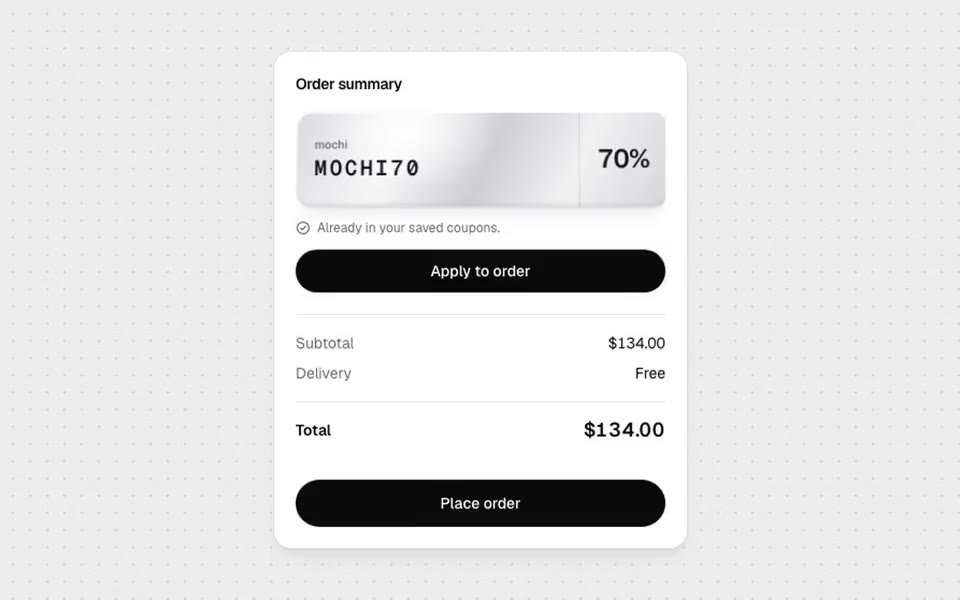 Order summary
mochi
MOCHI70
70%
Already in your saved coupons.
Apply to order
Subtotal $134.00
Delivery Free
Total $134.00
Place order